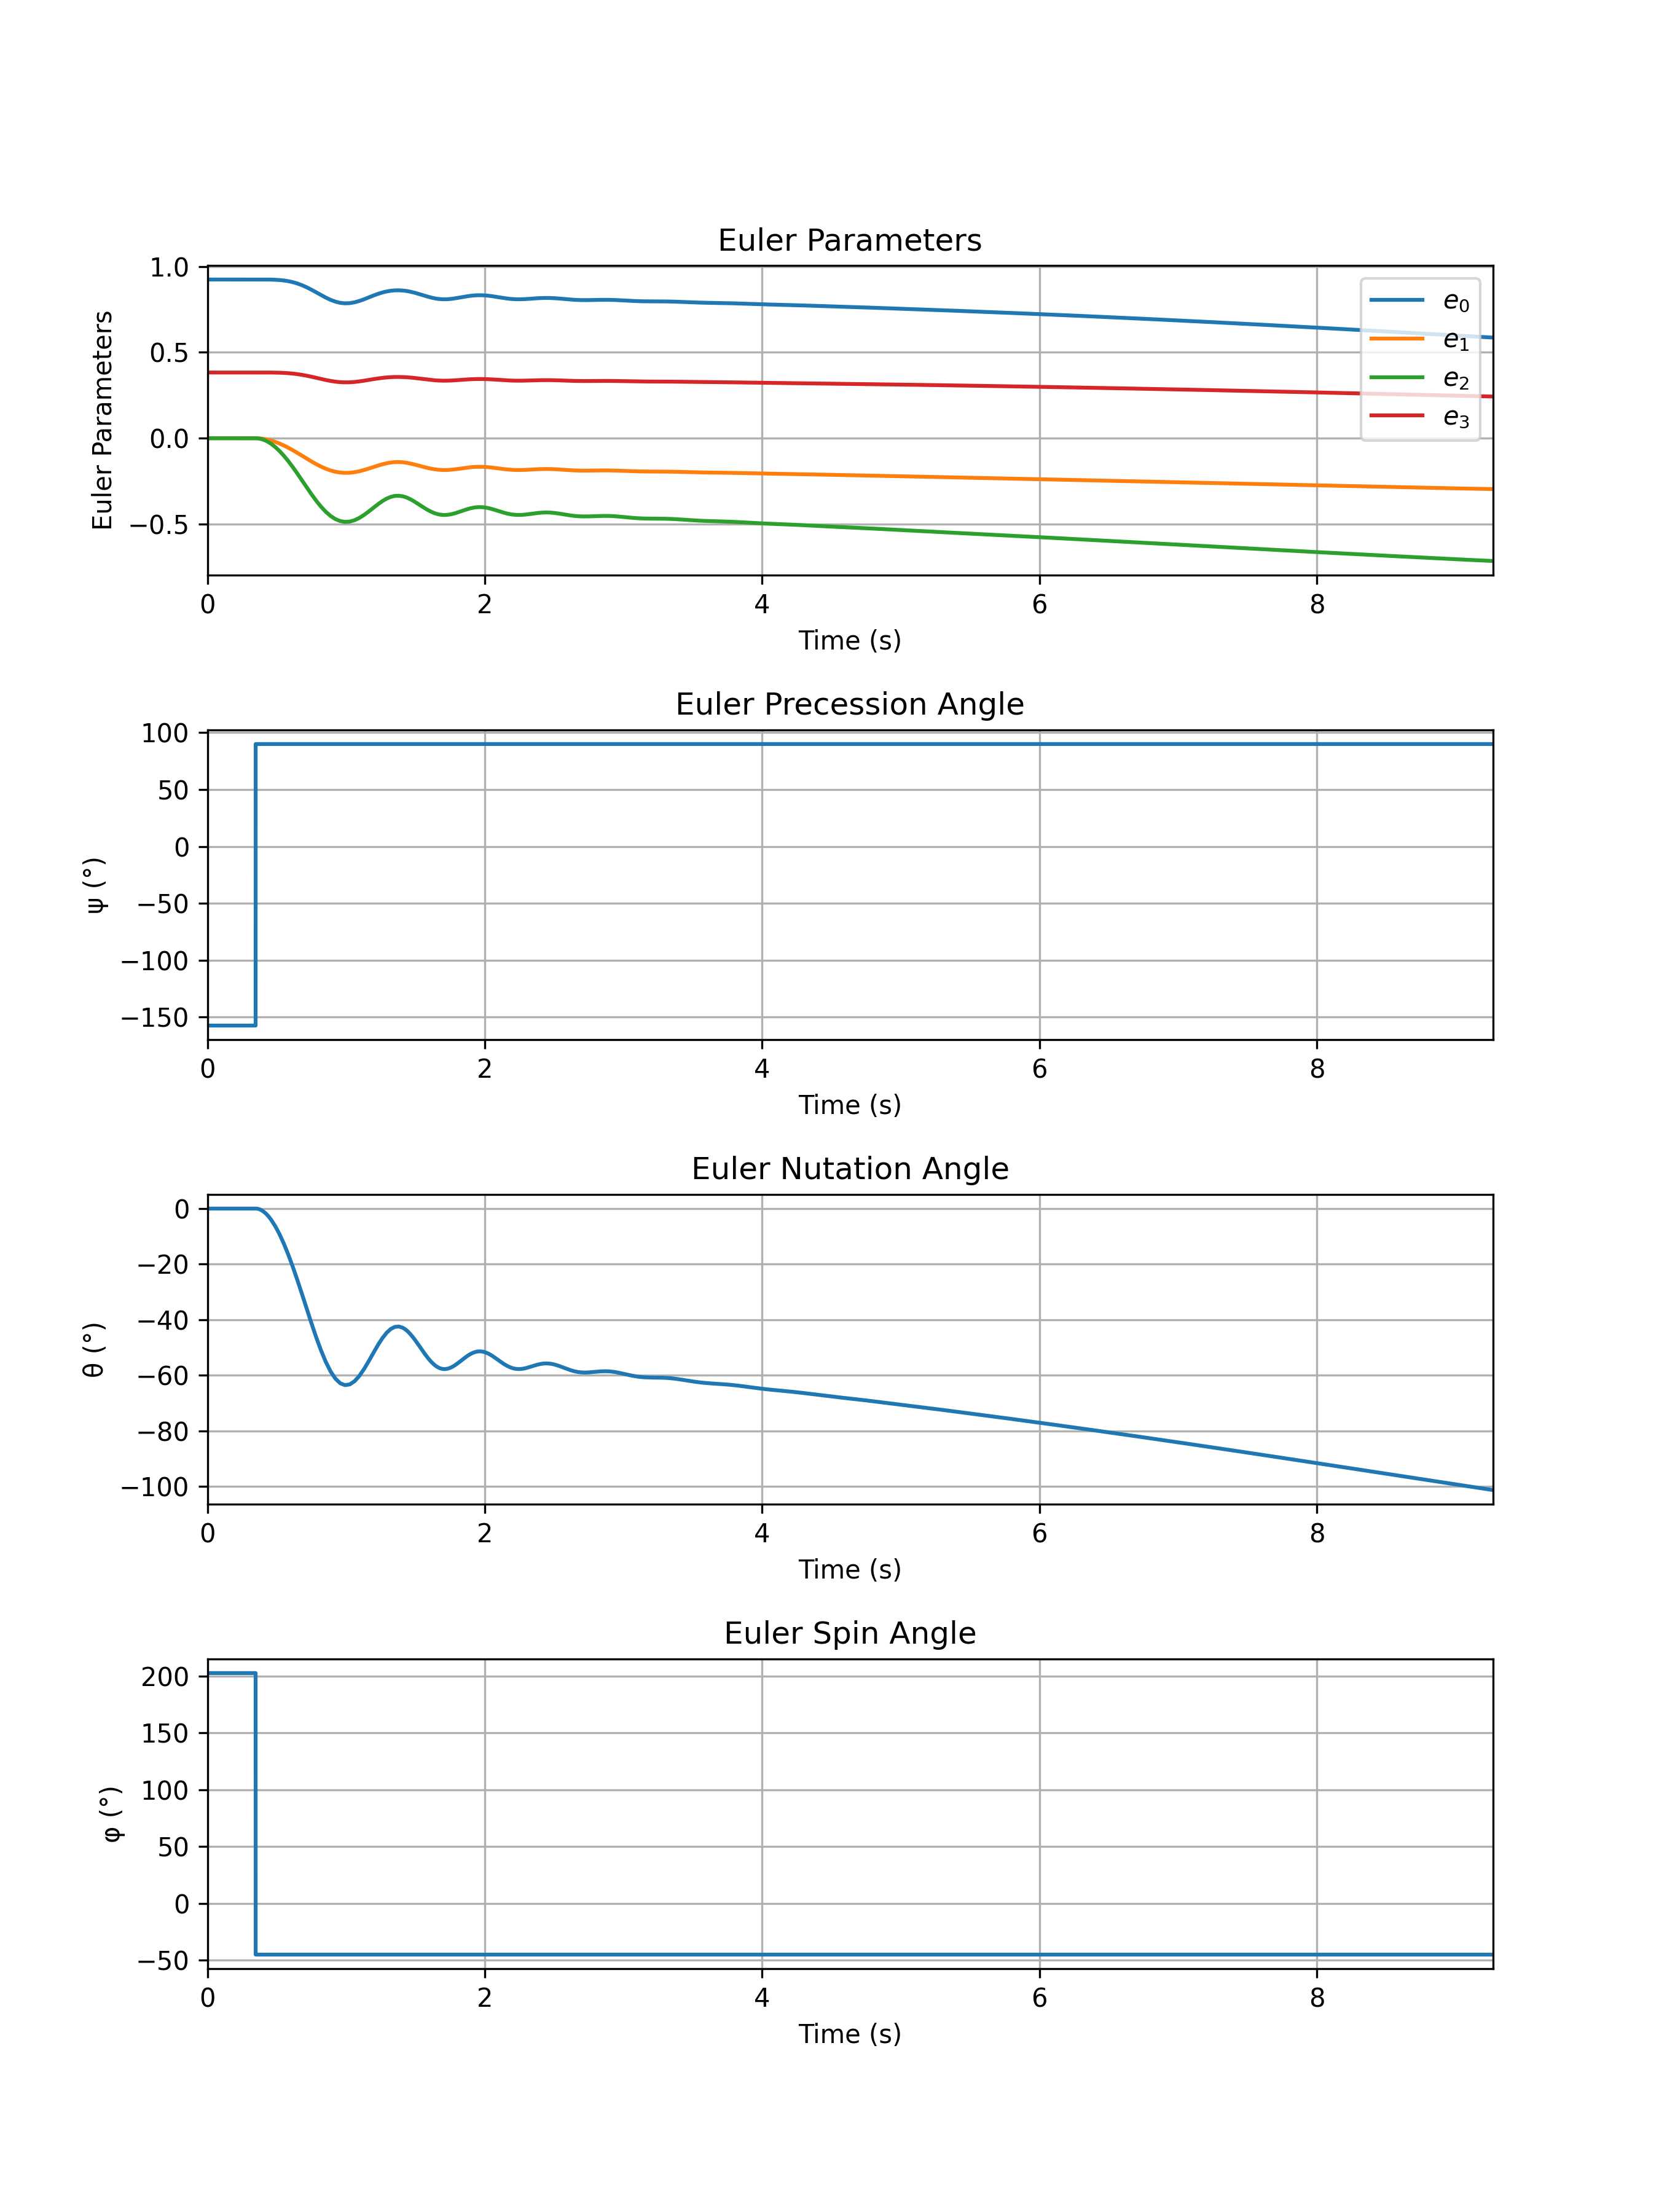 Euler Parameters
1.0
0.5
0.0
−0.5
Euler Parameters
e0
e1
e2
e3
0 2 4 6 8
Time (s)
Euler Precession Angle
100
50
0
−50
−100
−150
ψ (°)
0 2 4 6 8
Time (s)
Euler Nutation Angle
0
−20
−40
−60
−80
−100
θ (°)
0 2 4 6 8
Time (s)
Euler Spin Angle
200
150
100
50
0
−50
φ (°)
0 2 4 6 8
Time (s)